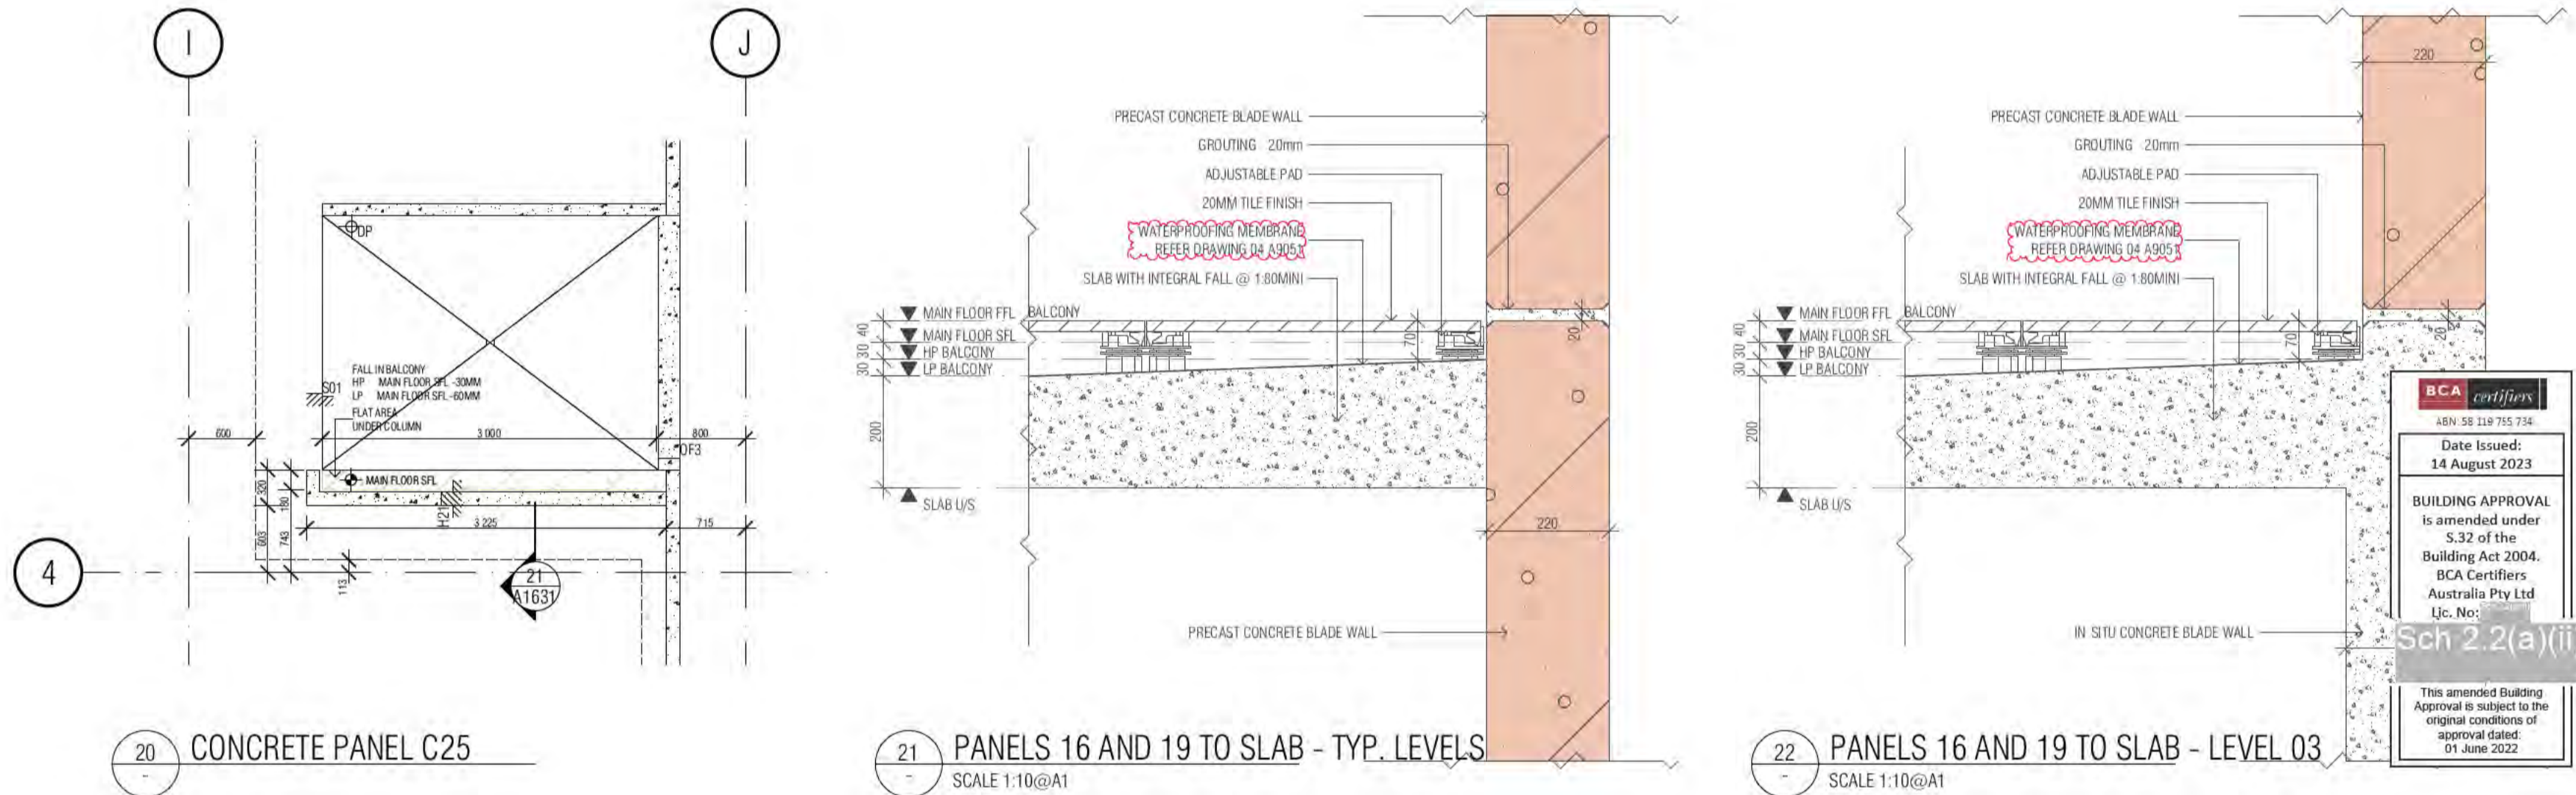 I
J
4
DP
FALL IN BALCONY
HP MAIN FLOOR SFL -30MM
LP MAIN FLOOR SFL -60MM
S01
FLAT AREA
UNDER COLUMN
600
3 000
800
OF3
MAIN FLOOR SFL
320
180
603
743
H21
3 225
715
113
21
A1631
20
-
CONCRETE PANEL C25
PRECAST CONCRETE BLADE WALL
GROUTING 20mm
ADJUSTABLE PAD
20MM TILE FINISH
WATERPROOFING MEMBRANE
REFER DRAWING 04 A9051
SLAB WITH INTEGRAL FALL @ 1:80MINI
MAIN FLOOR FFL BALCONY
MAIN FLOOR SFL
HP BALCONY
LP BALCONY
40
30
30
200
70
20
SLAB U/S
220
PRECAST CONCRETE BLADE WALL
21
-
PANELS 16 AND 19 TO SLAB - TYP. LEVELS
SCALE 1:10@A1
220
PRECAST CONCRETE BLADE WALL
GROUTING 20mm
ADJUSTABLE PAD
20MM TILE FINISH
WATERPROOFING MEMBRANE
REFER DRAWING 04 A9051
SLAB WITH INTEGRAL FALL @ 1:80MINI
MAIN FLOOR FFL BALCONY
MAIN FLOOR SFL
HP BALCONY
LP BALCONY
40
30
30
200
70
20
SLAB U/S
IN SITU CONCRETE BLADE WALL
22
-
PANELS 16 AND 19 TO SLAB - LEVEL 03
SCALE 1:10@A1
BCA certifiers
ABN: 58 119 755 734
Date Issued:
14 August 2023
BUILDING APPROVAL
is amended under
S.32 of the
Building Act 2004.
BCA Certifiers
Australia Pty Ltd
Lic. No:
Sch 2.2(a)(ii
This amended Building
Approval is subject to the
original conditions of
approval dated:
01 June 2022